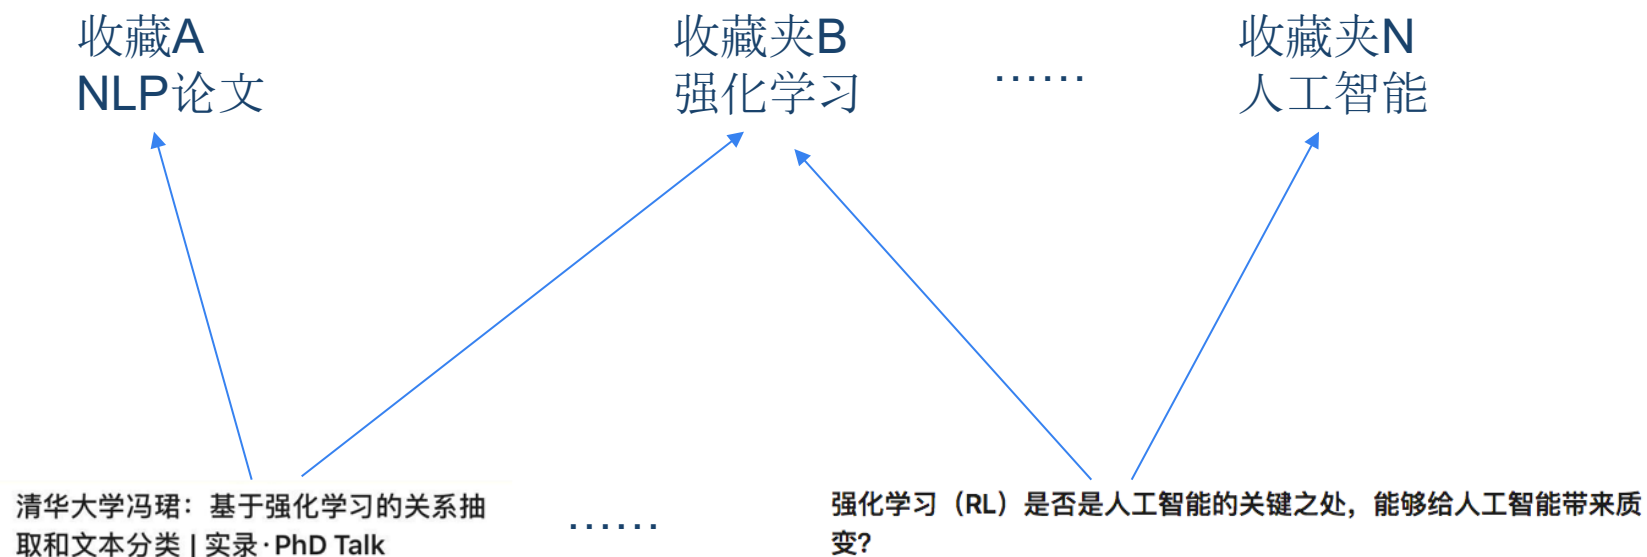 收藏A
NLP论文
收藏夹B
强化学习
……
收藏夹N
人工智能
清华大学冯珺：基于强化学习的关系抽
取和文本分类 | 实录·PhD Talk
……
强化学习（RL）是否是人工智能的关键之处，能够给人工智能带来质
变？